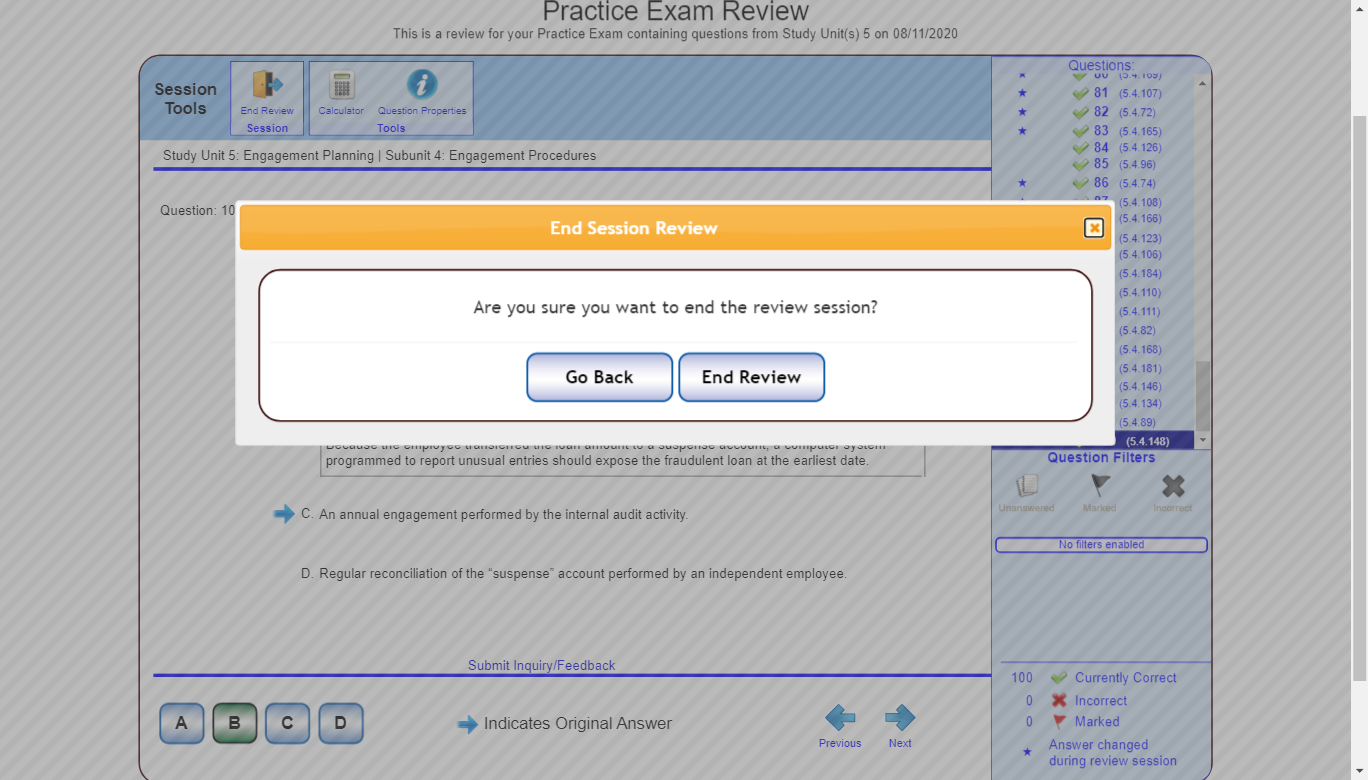 Practice Exam Review
This is a review for your Practice Exam containing questions from Study Unit(s) 5 on 08/11/2020
Session
Tools
End Review
Session
Calculator Question Properties
Tools
Study Unit 5: Engagement Planning | Subunit 4: Engagement Procedures
Question: 10
End Session Review
Are you sure you want to end the review session?
Go Back End Review
Because the employee transferred the loan amount to a suspense account, a computer system
programmed to report unusual entries should expose the fraudulent loan at the earliest date.
C. An annual engagement performed by the internal audit activity.
D. Regular reconciliation of the “suspense” account performed by an independent employee.
Submit Inquiry/Feedback
A B C D
Indicates Original Answer
Previous Next
Questions:
80 (5.4.169)
81 (5.4.107)
82 (5.4.72)
83 (5.4.165)
84 (5.4.126)
85 (5.4.96)
86 (5.4.74)
87 (5.4.108)
(5.4.166)
(5.4.123)
(5.4.106)
(5.4.184)
(5.4.110)
(5.4.111)
(5.4.82)
(5.4.168)
(5.4.181)
(5.4.146)
(5.4.134)
(5.4.89)
(5.4.148)
Question Filters
Unanswered Marked Incorrect
No filters enabled
100 Currently Correct
0 Incorrect
0 Marked
Answer changed
during review session